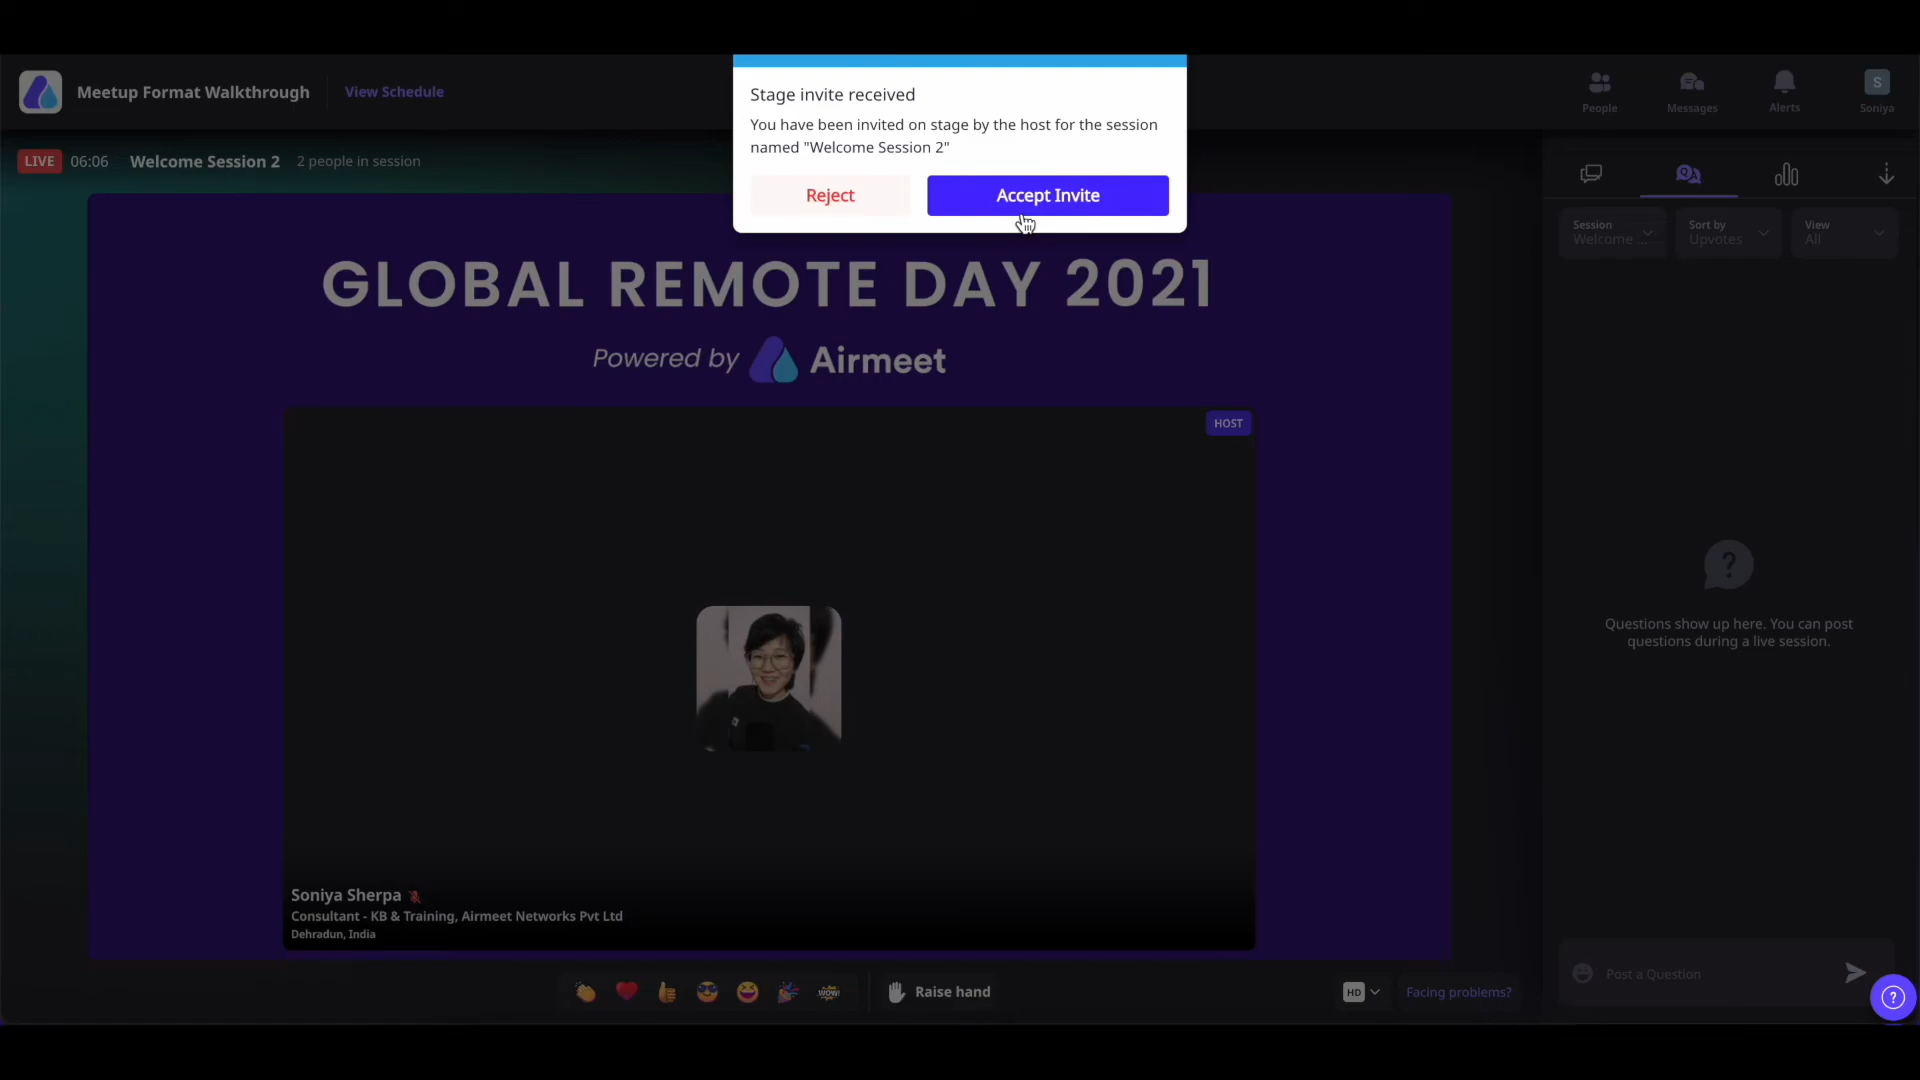 Meetup Format Walkthrough
View Schedule
Stage invite received
You have been invited on stage by the host for the session
named "Welcome Session 2"
Reject
Accept Invite
People
Messages
Alerts
S
Soniya
LIVE
06:06
Welcome Session 2
2 people in session
Session
Welcome ...
Sort by
Upvotes
View
All
GLOBAL REMOTE DAY 2021
Powered by
Airmeet
HOST
Questions show up here. You can post
questions during a live session.
Soniya Sherpa
Consultant - KB & Training, Airmeet Networks Pvt Ltd
Dehradun, India
WOW!
Raise hand
HD
Facing problems?
Post a Question